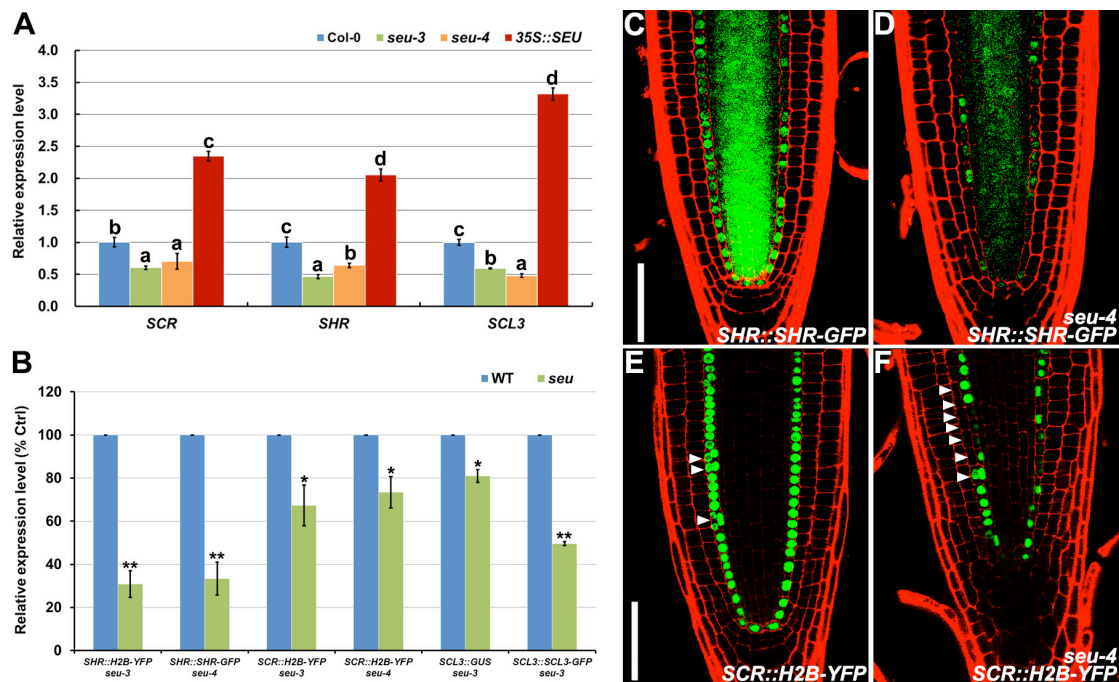 A
Col-0 seu-3 seu-4 35S::SEU
Relative expression level
4.0
3.5
3.0
2.5
2.0
1.5
1.0
0.5
0.0
b a a c
c a b d
c b a d
SCR SHR SCL3
B
WT seu
Relative expression level (% Ctrl)
120
100
80
60
40
20
0
** ** * * * **
SHR::H2B-YFP SHR::SHR-GFP SCR::H2B-YFP SCR::H2B-YFP SCL3::GUS SCL3::SCL3-GFP
seu-3 seu-4 seu-3 seu-4 seu-3 seu-3
C
SHR::SHR-GFP
D
seu-4
SHR::SHR-GFP
E
SCR::H2B-YFP
F
seu-4
SCR::H2B-YFP